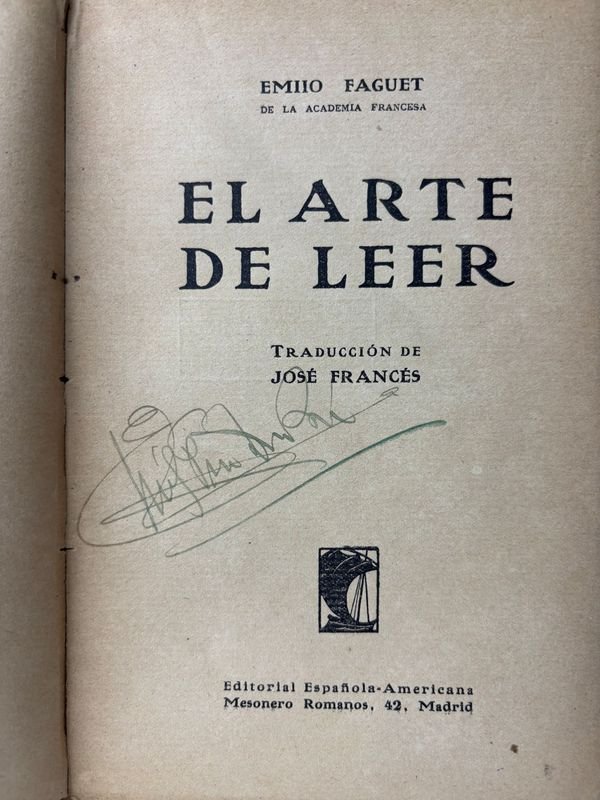 EMIIO FAGUET
DE LA ACADEMIA FRANCESA
EL ARTE
DE LEER
TRADUCCIÓN DE
JOSÉ FRANCÉS
Editorial Española-Americana
Mesonero Romanos, 42, Madrid